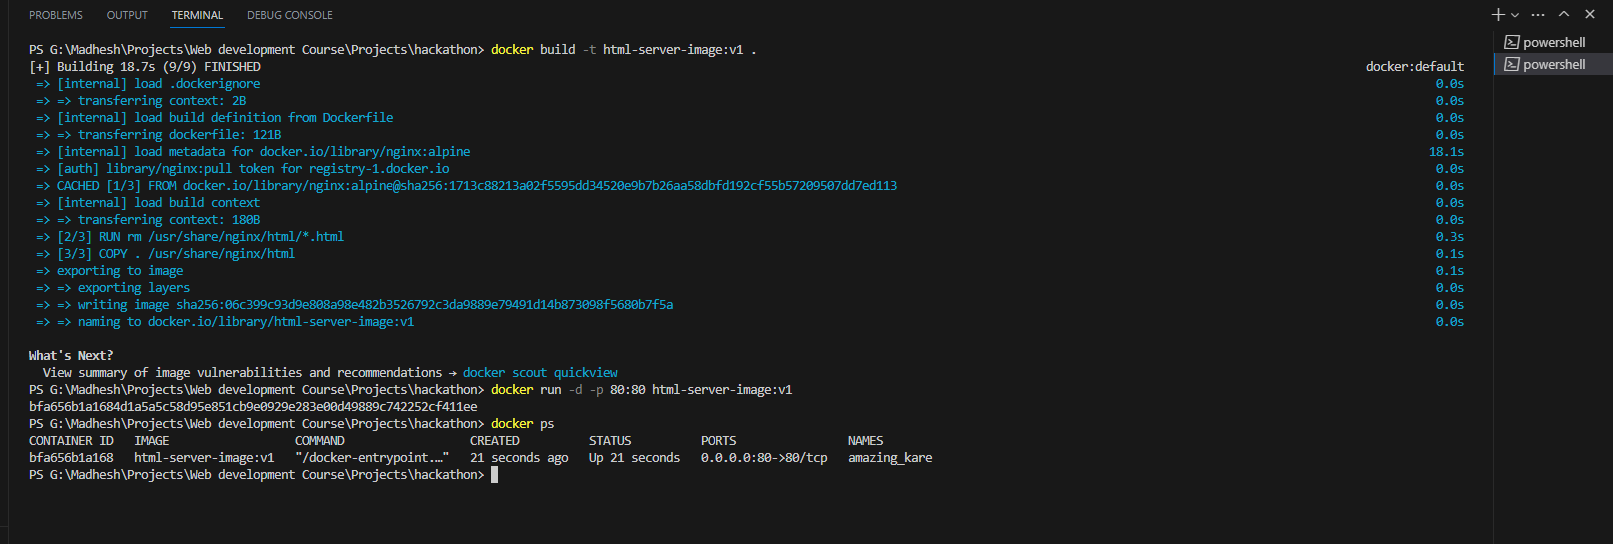 PROBLEMS OUTPUT TERMINAL DEBUG CONSOLE
PS G:\Madhesh\Projects\Web development Course\Projects\hackathon> docker build -t html-server-image:v1 .
[+] Building 18.7s (9/9) FINISHED docker:default
=> [internal] load .dockerignore 0.0s
=> => transferring context: 2B 0.0s
=> [internal] load build definition from Dockerfile 0.0s
=> => transferring dockerfile: 121B 0.0s
=> [internal] load metadata for docker.io/library/nginx:alpine 18.1s
=> [auth] library/nginx:pull token for registry-1.docker.io 0.0s
=> CACHED [1/3] FROM docker.io/library/nginx:alpine@sha256:1713c88213a02f5595dd34520e9b7b26aa58dbfd192cf55b57209507dd7ed113 0.0s
=> [internal] load build context 0.0s
=> => transferring context: 180B 0.0s
=> [2/3] RUN rm /usr/share/nginx/html/*.html 0.3s
=> [3/3] COPY . /usr/share/nginx/html 0.1s
=> exporting to image 0.1s
=> => exporting layers 0.0s
=> => writing image sha256:06c399c93d9e808a98e482b3526792c3da9889e79491d14b873098f5680b7f5a 0.0s
=> => naming to docker.io/library/html-server-image:v1 0.0s
What's Next?
View summary of image vulnerabilities and recommendations → docker scout quickview
PS G:\Madhesh\Projects\Web development Course\Projects\hackathon> docker run -d -p 80:80 html-server-image:v1
bfa656b1a1684d1a5a5c58d95e851cb9e0929e283e00d49889c742252cf411ee
PS G:\Madhesh\Projects\Web development Course\Projects\hackathon> docker ps
CONTAINER ID IMAGE COMMAND CREATED STATUS PORTS NAMES
bfa656b1a168 html-server-image:v1 "/docker-entrypoint.…" 21 seconds ago Up 21 seconds 0.0.0.0:80->80/tcp amazing_kare
PS G:\Madhesh\Projects\Web development Course\Projects\hackathon>
powershell
powershell